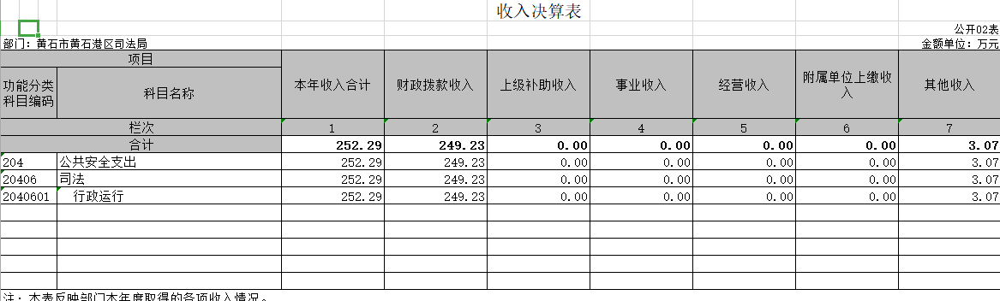 收入决算表
公开02表
部门：黄石市黄石港区司法局 金额单位：万元
项目
功能分类科目编码 科目名称 本年收入合计 财政拨款收入 上级补助收入 事业收入 经营收入 附属单位上缴收入 其他收入
栏次 1 2 3 4 5 6 7
合计 252.29 249.23 0.00 0.00 0.00 0.00 3.07
204 公共安全支出 252.29 249.23 0.00 0.00 0.00 0.00 3.07
20406 司法 252.29 249.23 0.00 0.00 0.00 0.00 3.07
2040601 行政运行 252.29 249.23 0.00 0.00 0.00 0.00 3.07
注：本表反映部门本年度取得的各项收入情况。